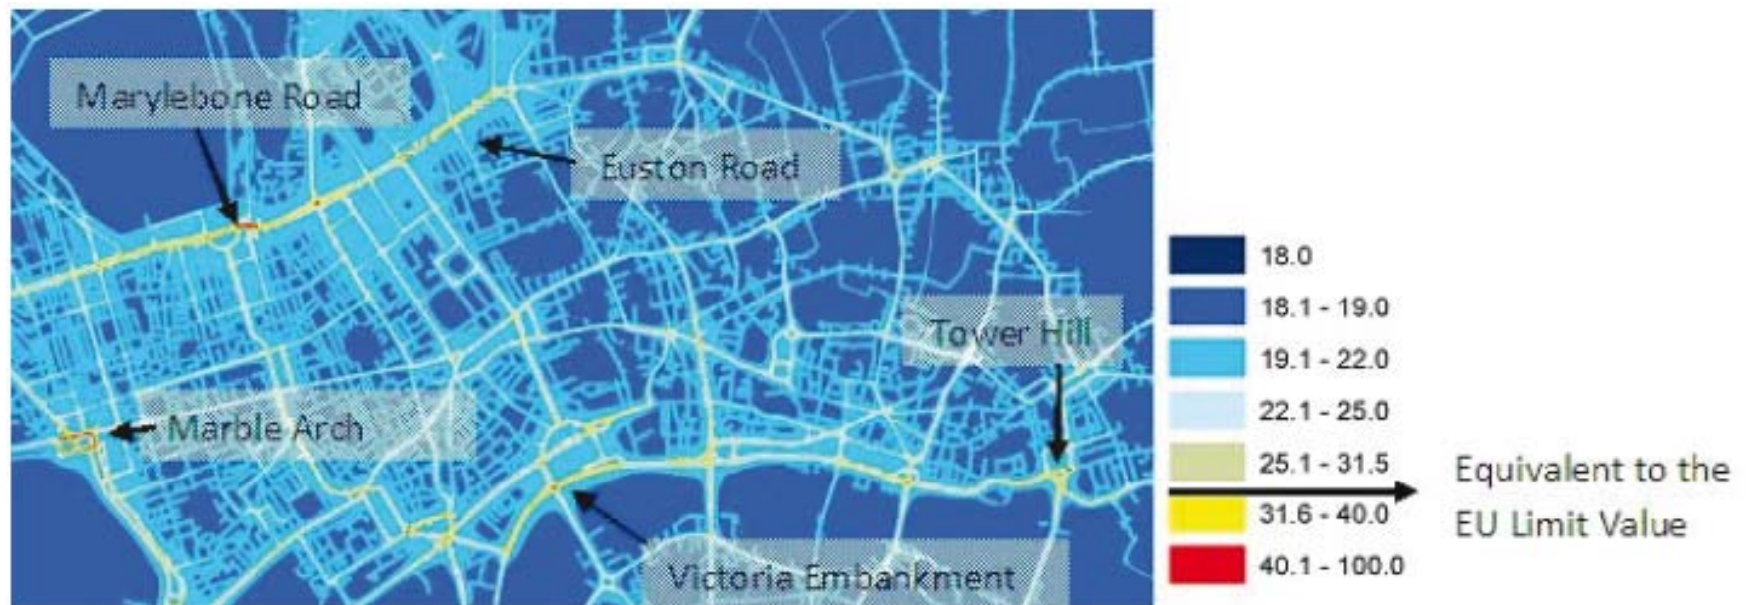 Marylebone Road
Euston Road
Tower Hill
Marble Arch
Victoria Embankment
18.0
18.1 - 19.0
19.1 - 22.0
22.1 - 25.0
25.1 - 31.5
31.6 - 40.0
40.1 - 100.0
Equivalent to the
EU Limit Value